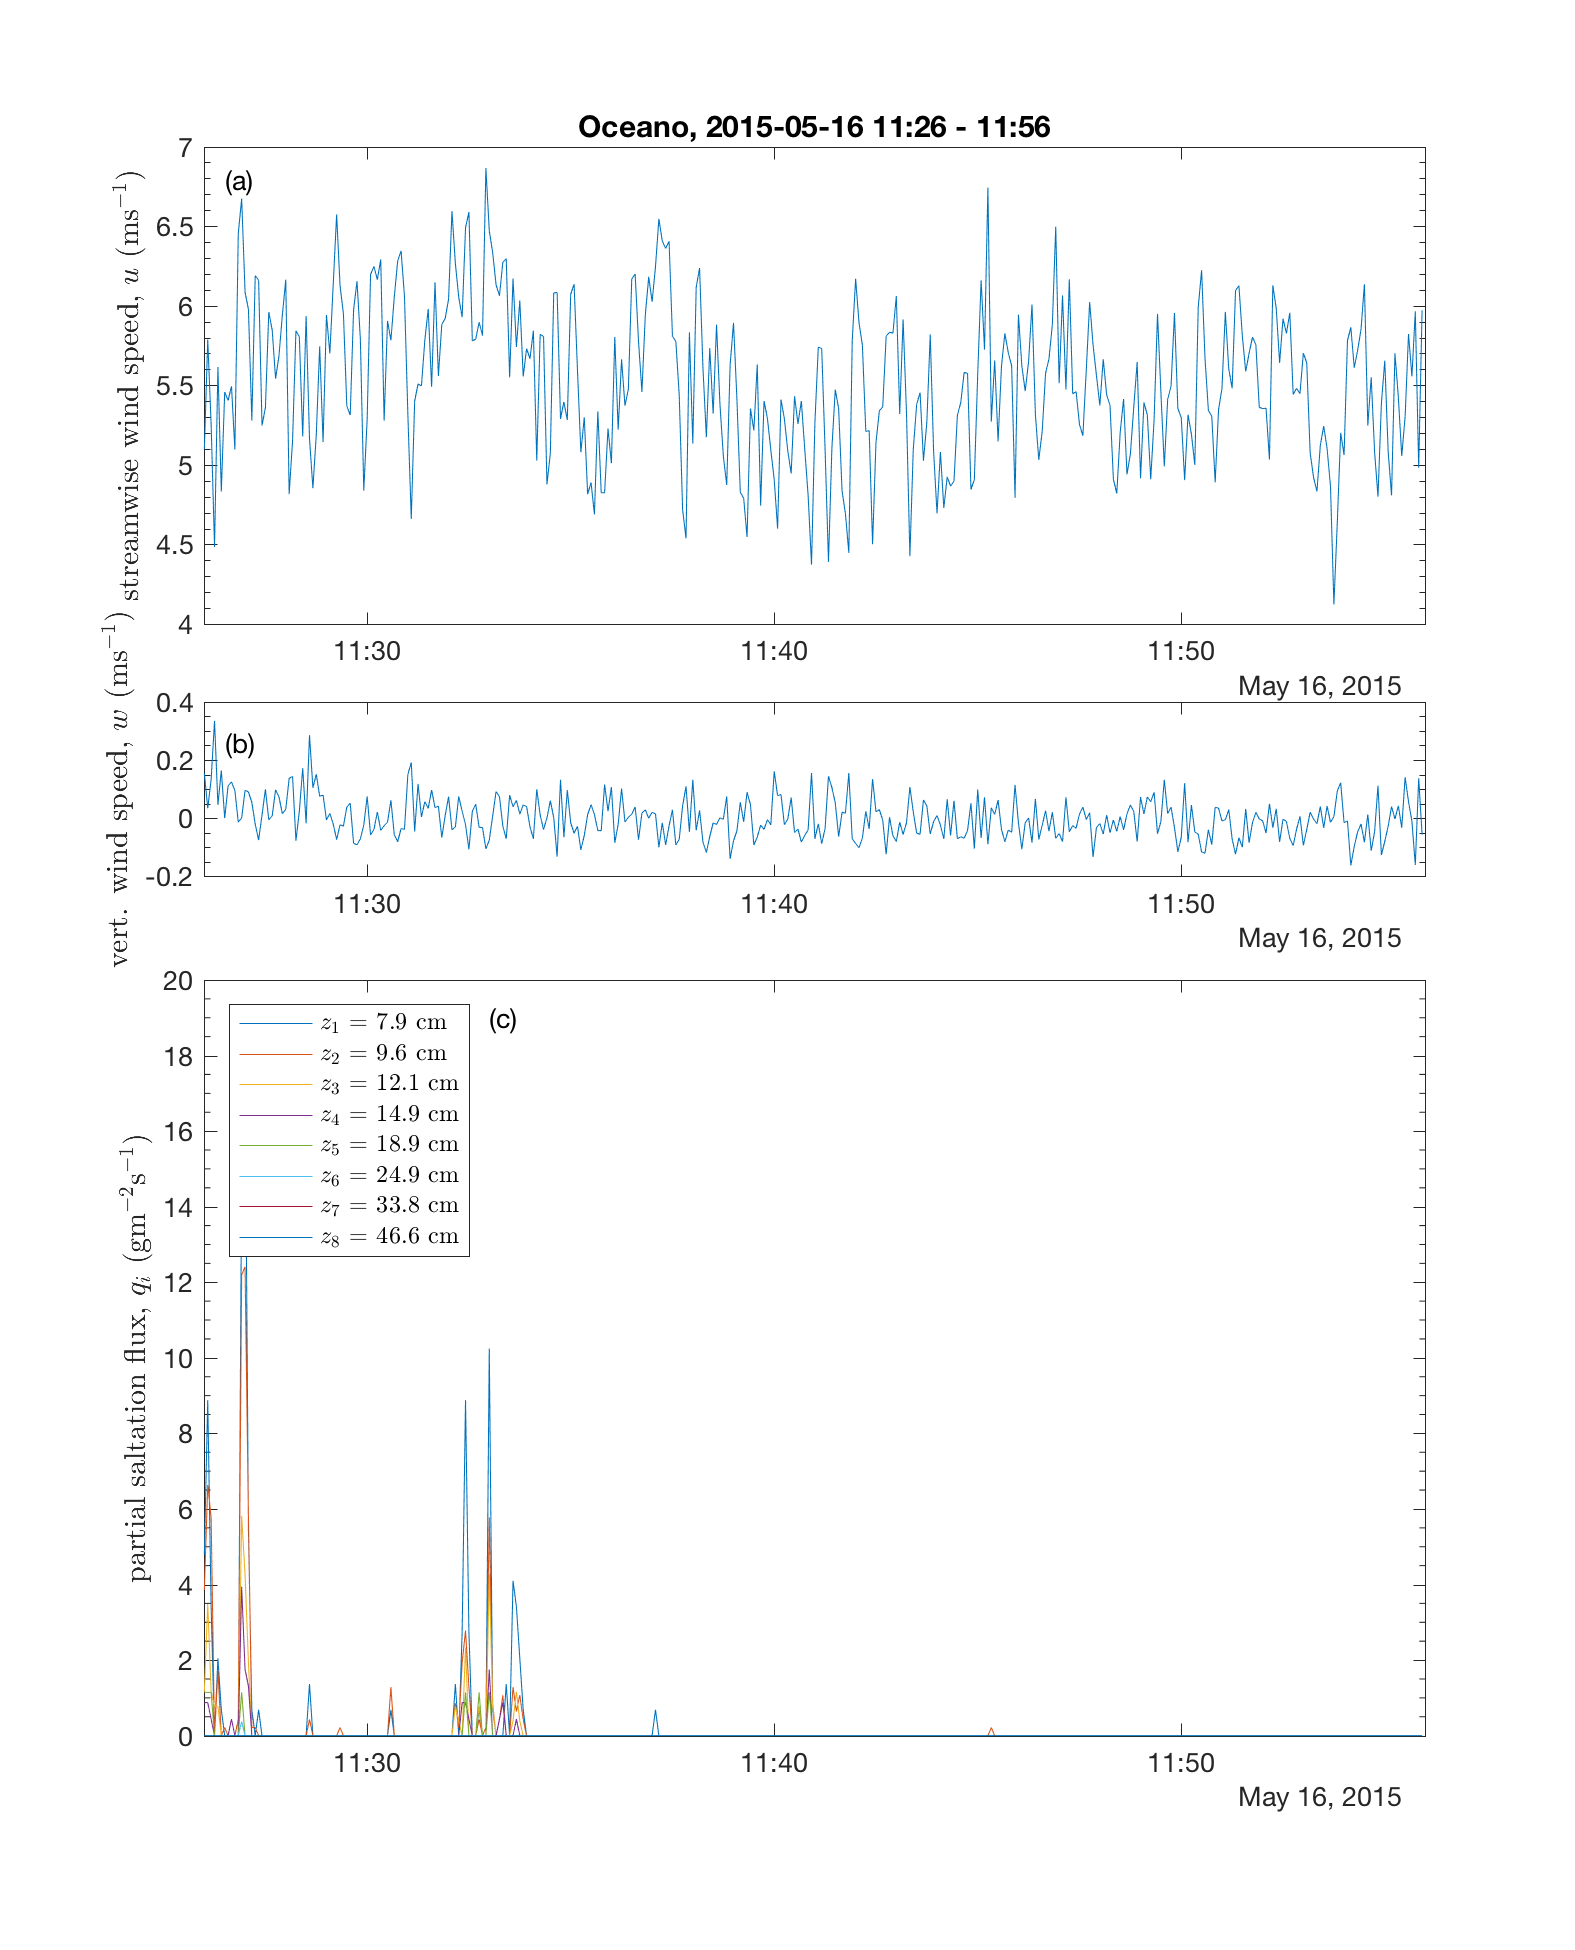 Oceano, 2015-05-16 11:26 - 11:56
(a)
streamwise wind speed, u (ms⁻¹)
7
6.5
6
5.5
5
4.5
4
11:30 11:40 11:50
May 16, 2015
(b)
vert. wind speed, w (ms⁻¹)
0.4
0.2
0
-0.2
11:30 11:40 11:50
May 16, 2015
(c)
partial saltation flux, qᵢ (gm⁻²s⁻¹)
20
18
16
14
12
10
8
6
4
2
0
z₁ = 7.9 cm
z₂ = 9.6 cm
z₃ = 12.1 cm
z₄ = 14.9 cm
z₅ = 18.9 cm
z₆ = 24.9 cm
z₇ = 33.8 cm
z₈ = 46.6 cm
11:30 11:40 11:50
May 16, 2015